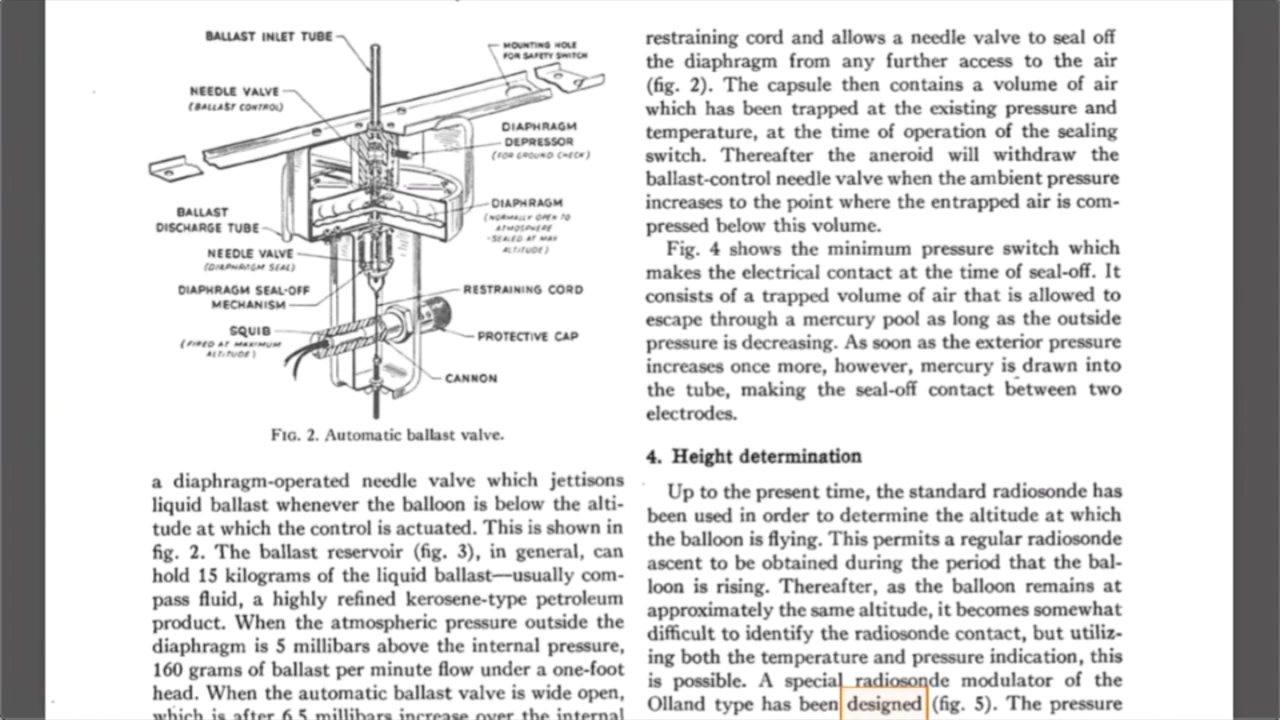 BALLAST INLET TUBE
MOUNTING HOLE
FOR SAFETY SWITCH
NEEDLE VALVE
(BALLAST CONTROL)
DIAPHRAGM
DEPRESSOR
(FOR GROUND CHECK)
BALLAST
DISCHARGE TUBE
DIAPHRAGM
(NORMALLY OPEN TO
ATMOSPHERE
-SEALED AT MAX
ALTITUDE)
NEEDLE VALVE
(DIAPHRAGM SEAL)
DIAPHRAGM SEAL-OFF
MECHANISM
RESTRAINING CORD
SQUIB
(FIRED AT MAXIMUM
ALTITUDE)
PROTECTIVE CAP
CANNON
FIG. 2. Automatic ballast valve.
a diaphragm-operated needle valve which jettisons
liquid ballast whenever the balloon is below the alti-
tude at which the control is actuated. This is shown in
fig. 2. The ballast reservoir (fig. 3), in general, can
hold 15 kilograms of the liquid ballast—usually com-
pass fluid, a highly refined kerosene-type petroleum
product. When the atmospheric pressure outside the
diaphragm is 5 millibars above the internal pressure,
160 grams of ballast per minute flow under a one-foot
head. When the automatic ballast valve is wide open,
which is after 6.5 millibars increase over the internal
restraining cord and allows a needle valve to seal off
the diaphragm from any further access to the air
(fig. 2). The capsule then contains a volume of air
which has been trapped at the existing pressure and
temperature, at the time of operation of the sealing
switch. Thereafter the aneroid will withdraw the
ballast-control needle valve when the ambient pressure
increases to the point where the entrapped air is com-
pressed below this volume.
Fig. 4 shows the minimum pressure switch which
makes the electrical contact at the time of seal-off. It
consists of a trapped volume of air that is allowed to
escape through a mercury pool as long as the outside
pressure is decreasing. As soon as the exterior pressure
increases once more, however, mercury is drawn into
the tube, making the seal-off contact between two
electrodes.
4. Height determination
Up to the present time, the standard radiosonde has
been used in order to determine the altitude at which
the balloon is flying. This permits a regular radiosonde
ascent to be obtained during the period that the bal-
loon is rising. Thereafter, as the balloon remains at
approximately the same altitude, it becomes somewhat
difficult to identify the radiosonde contact, but utiliz-
ing both the temperature and pressure indication, this
is possible. A special radiosonde modulator of the
Olland type has been designed (fig. 5). The pressure